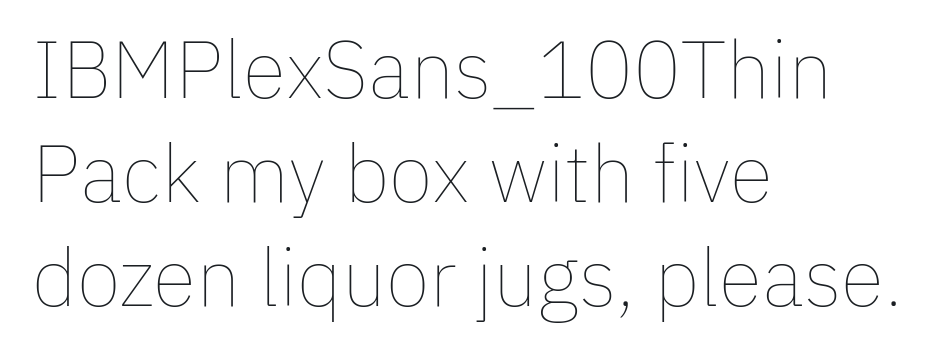 IBMPlexSans_100Thin
Pack my box with five
dozen liquor jugs, please.